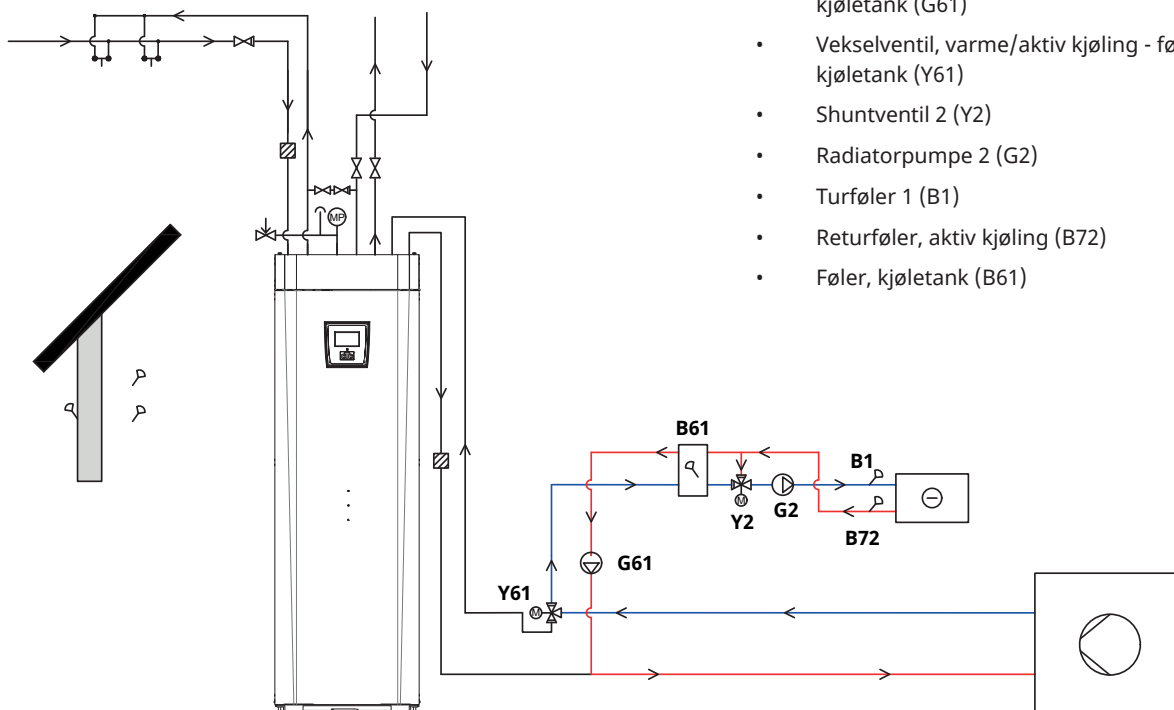 kjøletank (G61)
• Vekselventil, varme/aktiv kjøling - fø
kjøletank (Y61)
• Shuntventil 2 (Y2)
• Radiatorpumpe 2 (G2)
• Turføler 1 (B1)
• Returføler, aktiv kjøling (B72)
• Føler, kjøletank (B61)
MP
B61
B1
M
Y2
G2
B72
G61
Y61
M